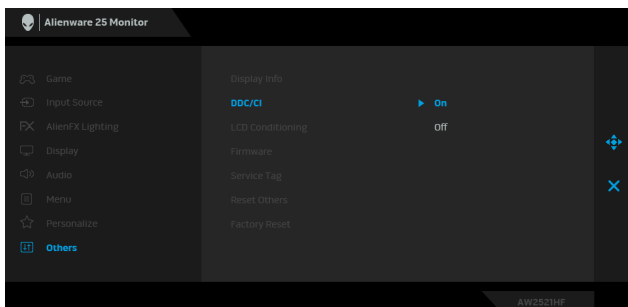 Alienware 25 Monitor
Game
Input Source
AlienFX Lighting
Display
Audio
Menu
Personalize
Others
Display Info
DDC/CI
On
LCD Conditioning
Off
Firmware
Service Tag
Reset Others
Factory Reset
AW2521HF